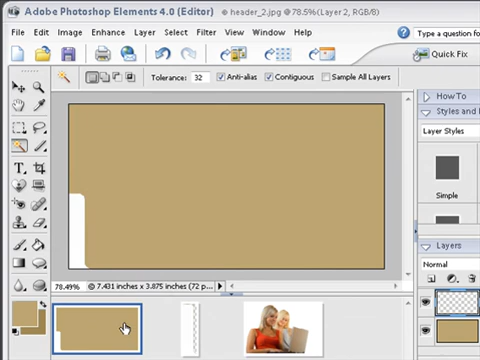 Adobe Photoshop Elements 4.0 (Editor)
header_2.jpg @ 78.5%(Layer 2, RGB/8)
File Edit Image Enhance Layer Select Filter View Window Help
Type a question fo
Quick Fix
Tolerance: 32 Anti-alias Contiguous Sample All Layers
How To
Styles and
Layer Styles
Simple
Layers
Normal
78.49% 7.431 inches x 3.875 inches (72 p